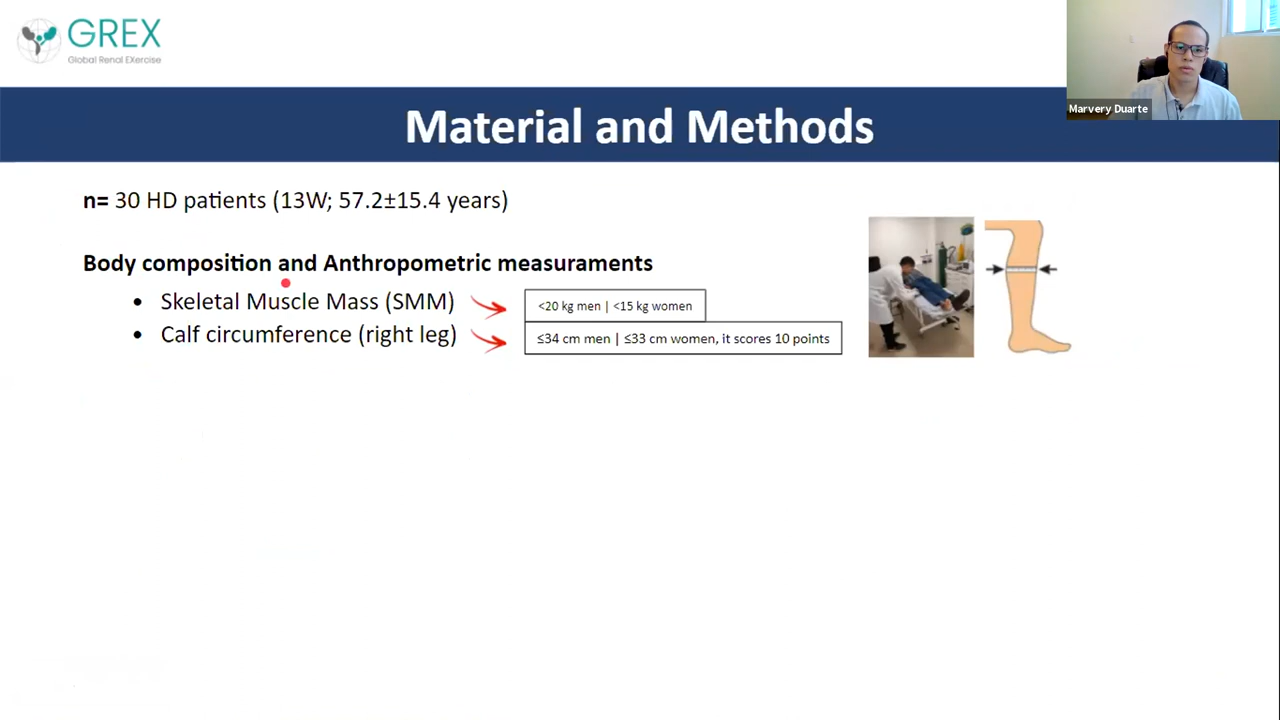 GREX
Global Renal EXercise
Marvery Duarte
Material and Methods
n= 30 HD patients (13W; 57.2±15.4 years)
Body composition and Anthropometric measuraments
• Skeletal Muscle Mass (SMM)
<20 kg men | <15 kg women
• Calf circumference (right leg)
≤34 cm men | ≤33 cm women, it scores 10 points